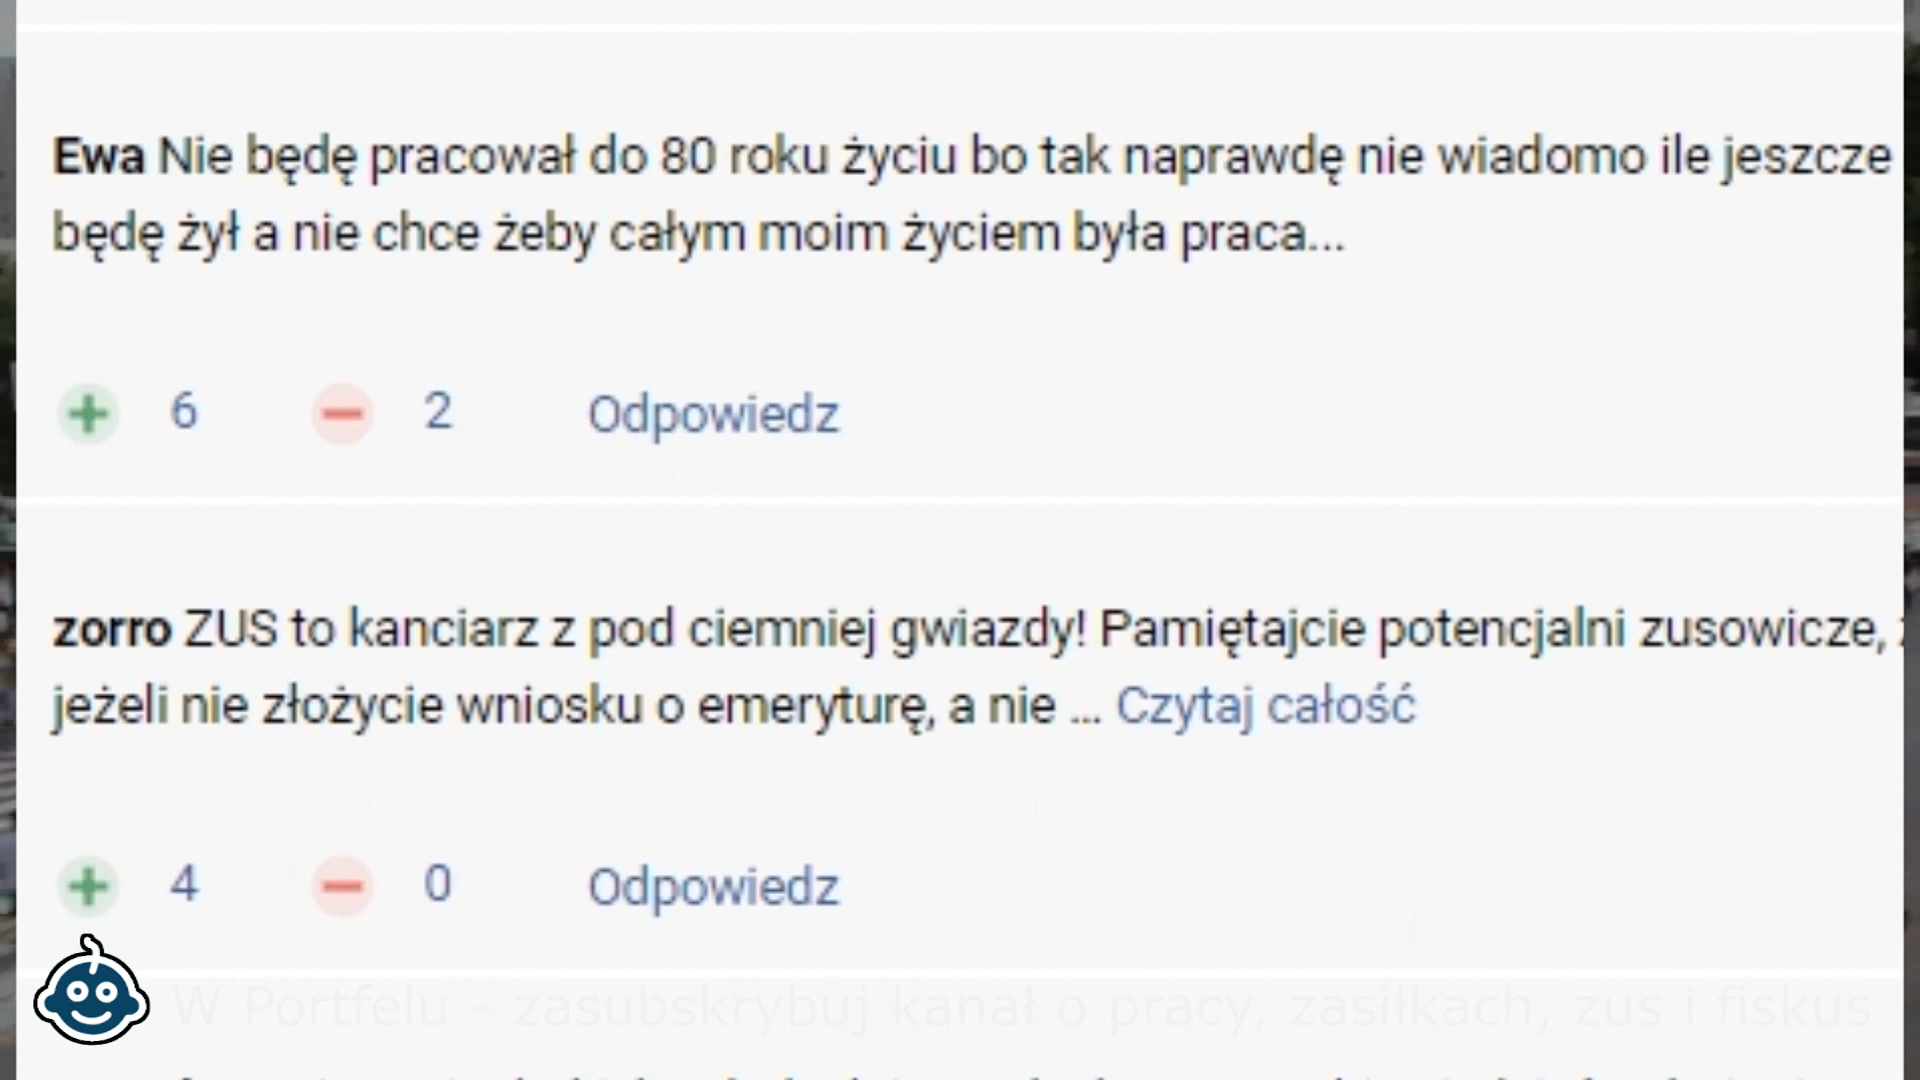 Ewa Nie będę pracował do 80 roku życiu bo tak naprawdę nie wiadomo ile jeszcze
będę żył a nie chce żeby całym moim życiem była praca...
6 2 Odpowiedz
zorro ZUS to kanciarz z pod ciemniej gwiazdy! Pamiętajcie potencjalni zusowicze,
jeżeli nie złożycie wniosku o emeryturę, a nie ... Czytaj całość
4 0 Odpowiedz
W Portfelu - zasubskrybuj kanał o pracy, zasiłkach, zus i fiskus